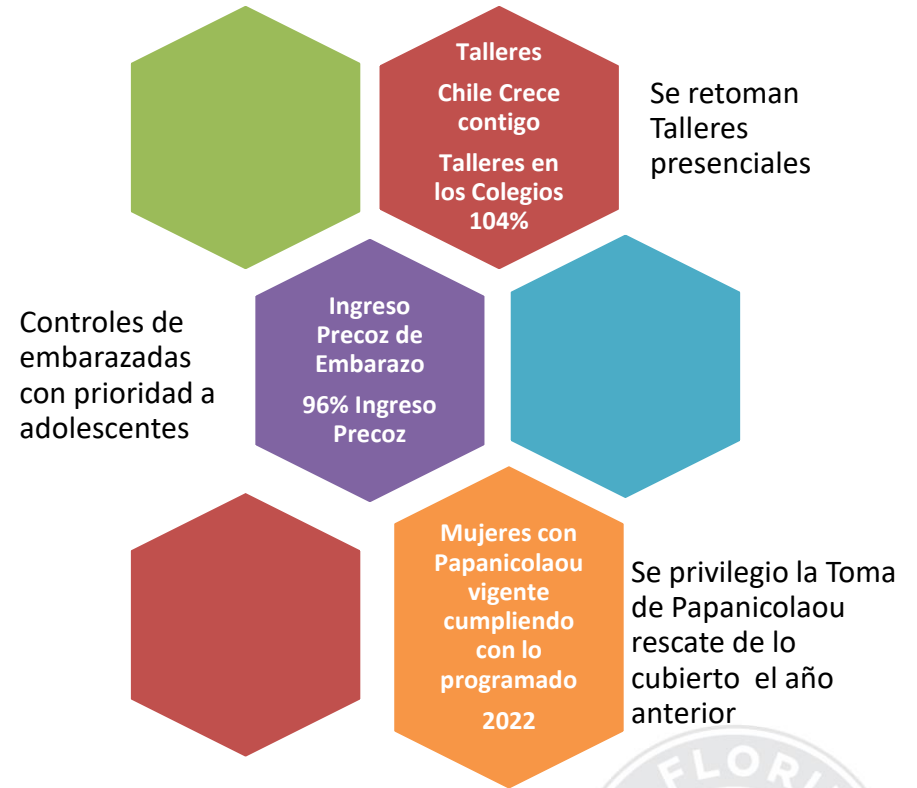 Talleres
Chile Crece
contigo
Talleres en
los Colegios
104%
Se retoman
Talleres
presenciales
Controles de
embarazadas
con prioridad a
adolescentes
Ingreso
Precoz de
Embarazo
96% Ingreso
Precoz
Mujeres con
Papanicolaou
vigente
cumpliendo
con lo
programado
2022
Se privilegio la Toma
de Papanicolaou
rescate de lo
cubierto  el año
anterior